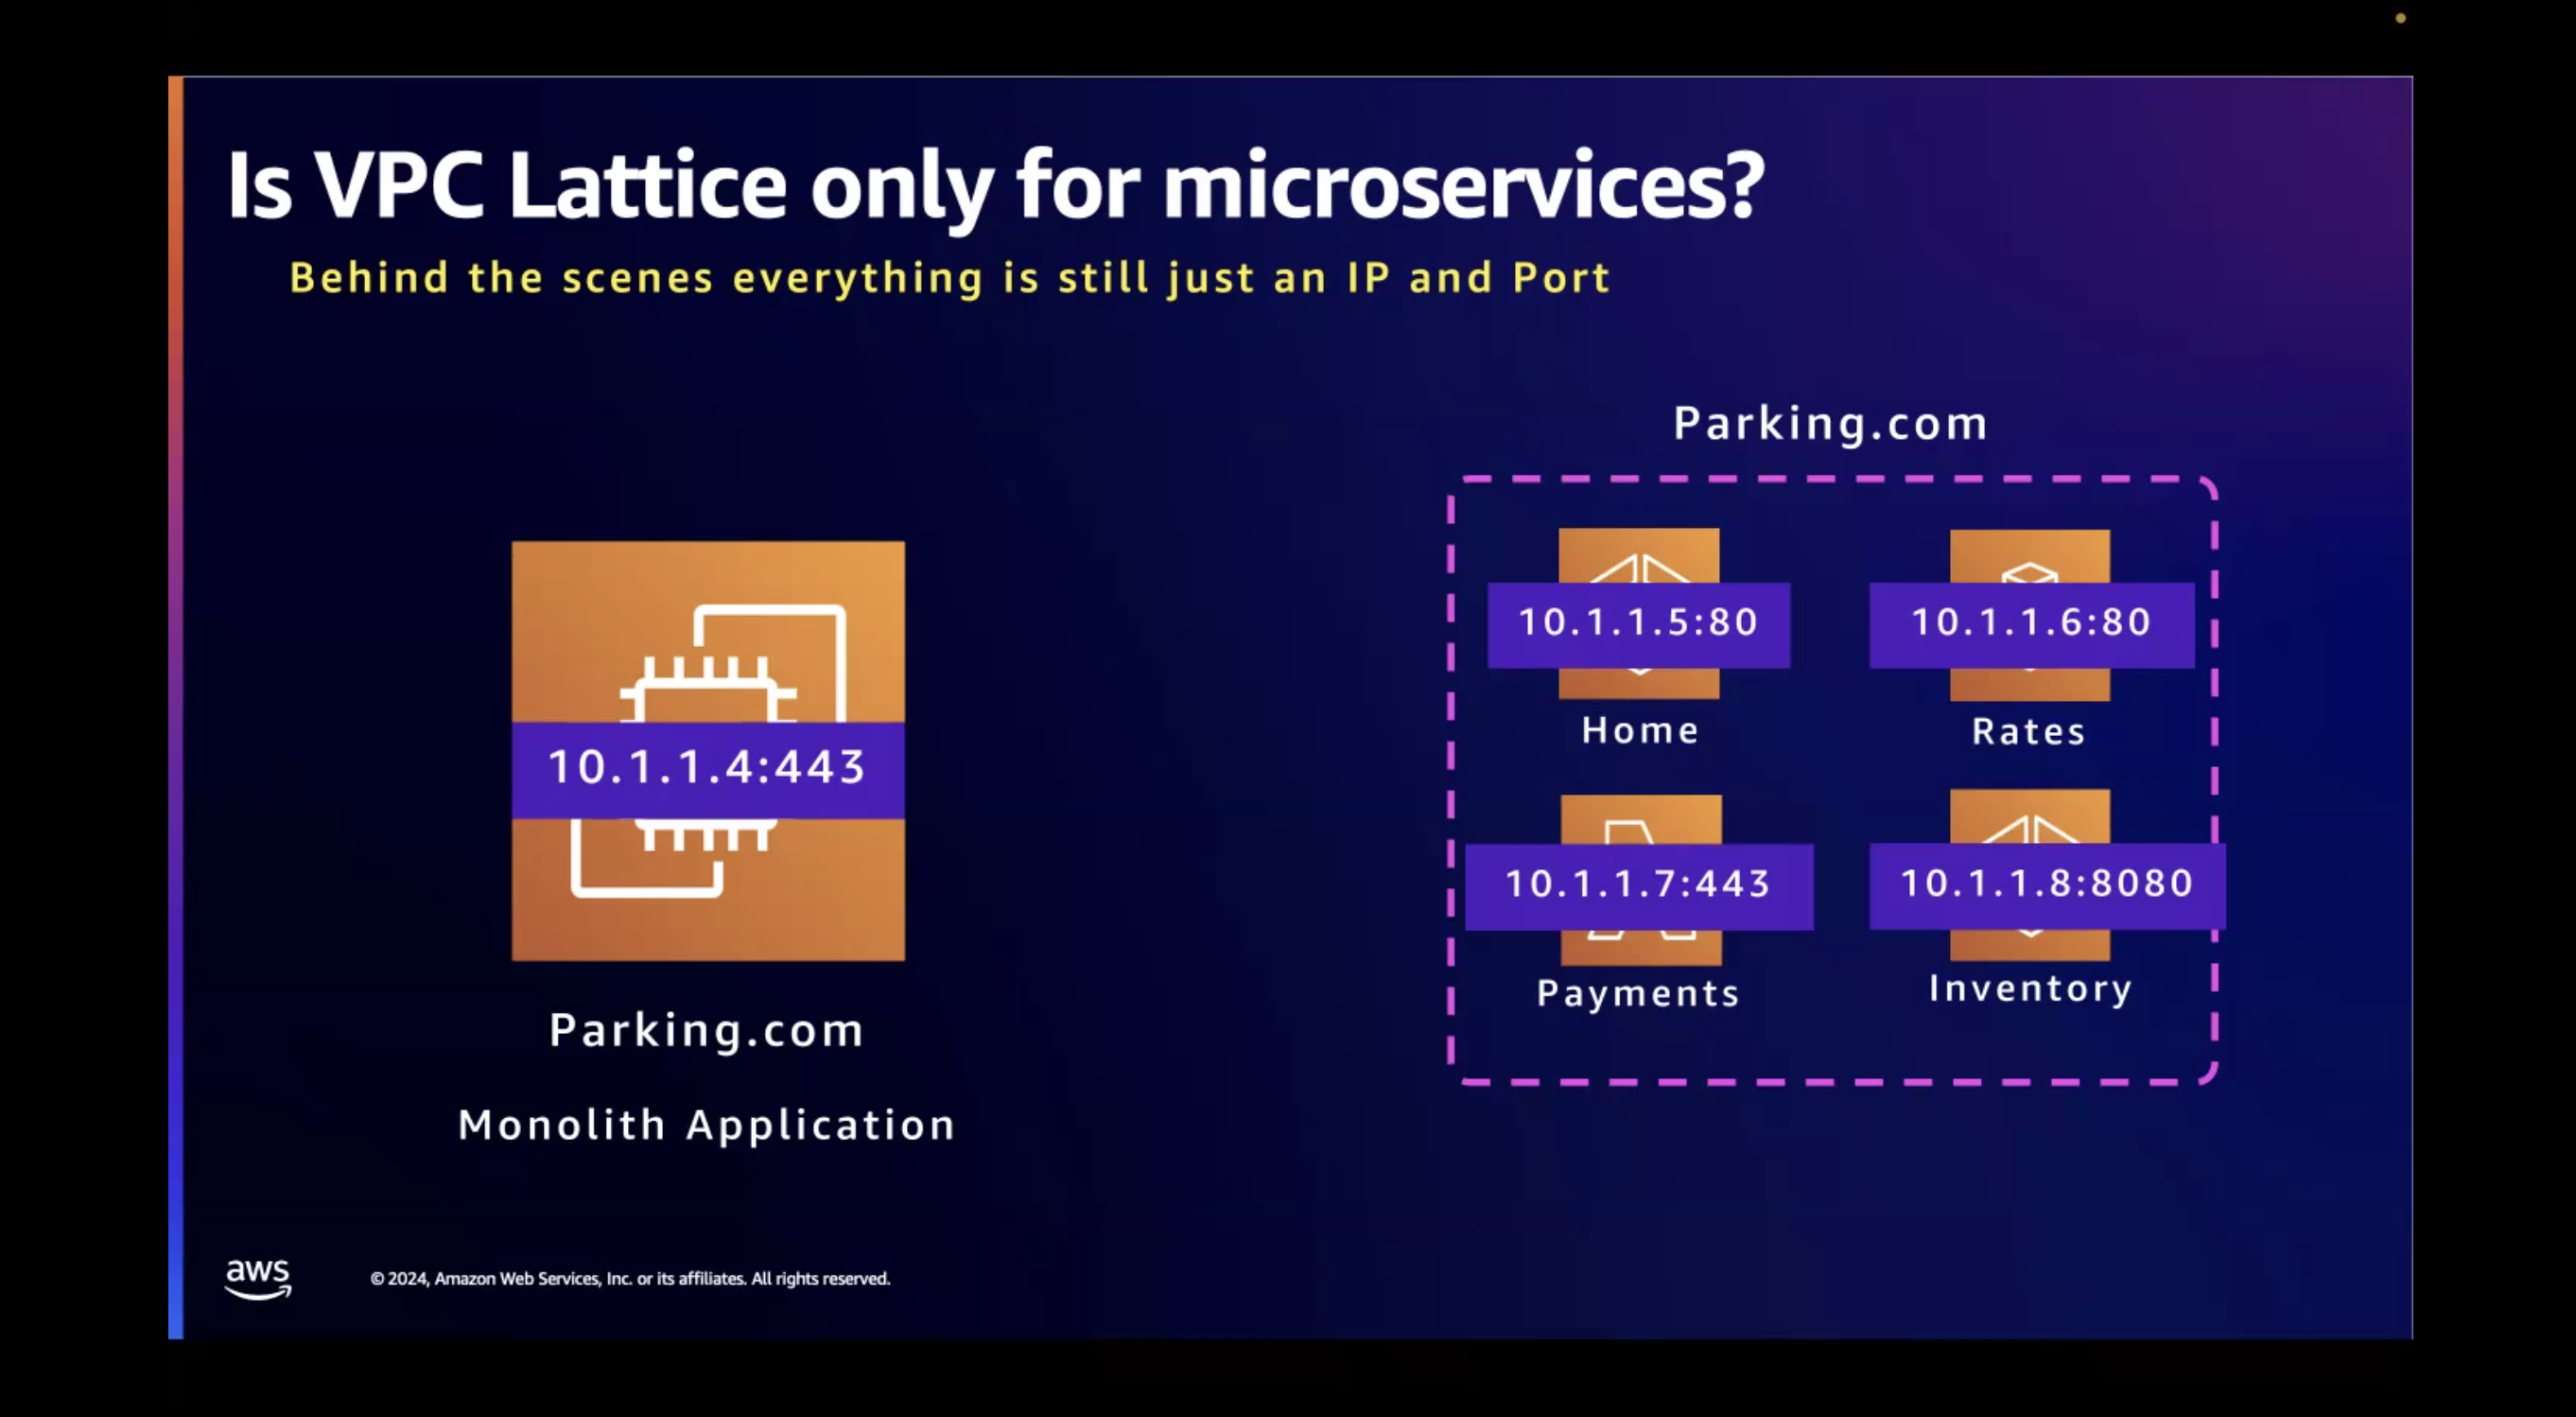 Is VPC Lattice only for microservices?
Behind the scenes everything is still just an IP and Port
10.1.1.4:443
Parking.com
Monolith Application
Parking.com
10.1.1.5:80
Home
10.1.1.6:80
Rates
10.1.1.7:443
Payments
10.1.1.8:8080
Inventory
aws
© 2024, Amazon Web Services, Inc. or its affiliates. All rights reserved.